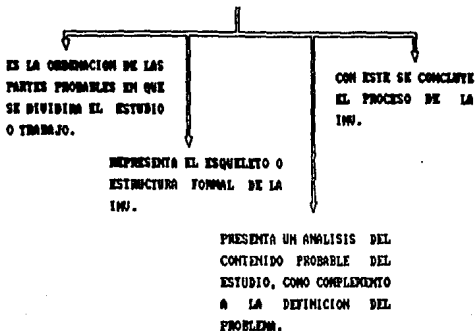 ES LA ORDENACION DE LAS
PARTES PROBABLES EN QUE
SE DIVIDIRA EL ESTUDIO
O TRABAJO.
REPRESENTA EL ESQUELETO O
ESTRUCTURA FORMAL DE LA
INV.
PRESENTA UN ANALISIS DEL
CONTENIDO PROBABLE DEL
ESTUDIO, COMO COMPLEMENTO
A LA DEFINICION DEL
PROBLEMA.
CON ESTE SE CONCLUYE
EL PROCESO DE LA
INV.